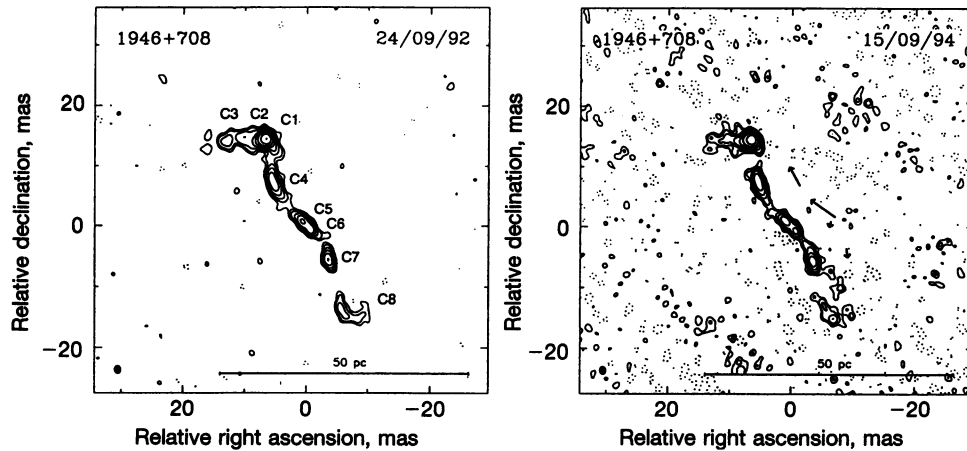 1946+708 24/09/92
C3 C2 C1
C4
C5
C6
C7
C8
50 pc
20
0
−20
20 0 −20
Relative declination, mas
Relative right ascension, mas
1946+708 15/09/94
50 pc
20
0
−20
20 0 −20
Relative declination, mas
Relative right ascension, mas